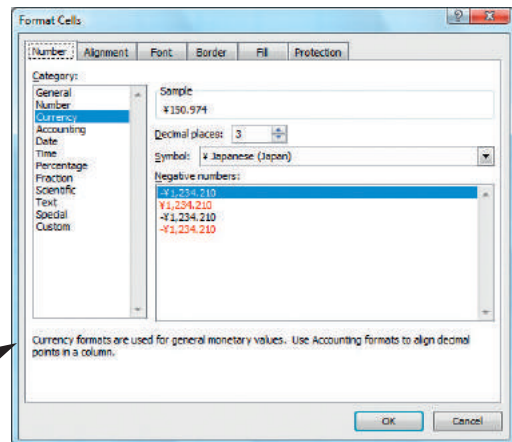 Format Cells
Number Alignment Font Border Fill Protection
Category:
General
Number
Currency
Accounting
Date
Time
Percentage
Fraction
Scientific
Text
Special
Custom
Sample
¥150.974
Decimal places: 3
Symbol: ¥ Japanese (Japan)
Negative numbers:
-¥1,234.210
¥1,234.210
-¥1,234.210
-¥1,234.210
Currency formats are used for general monetary values. Use Accounting formats to align decimal
points in a column.
OK Cancel